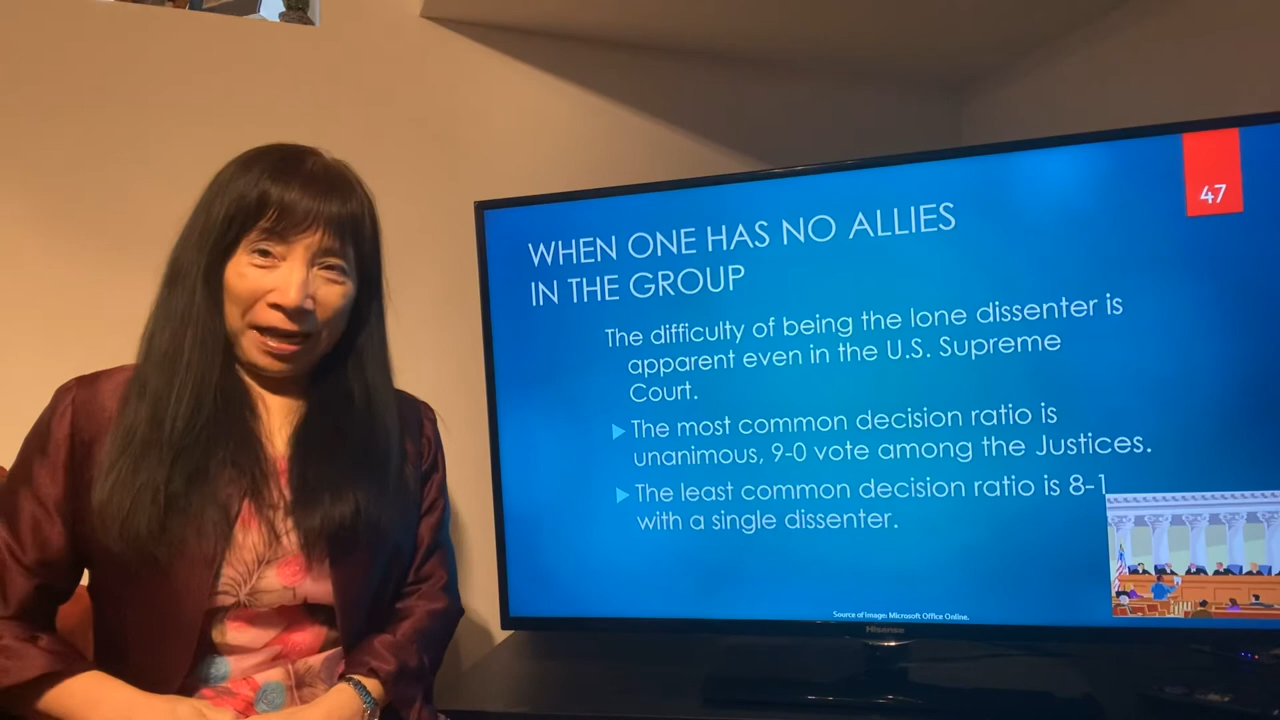 47
WHEN ONE HAS NO ALLIES
IN THE GROUP
The difficulty of being the lone dissenter is
apparent even in the U.S. Supreme
Court.
The most common decision ratio is
unanimous, 9-0 vote among the Justices.
The least common decision ratio is 8-1
with a single dissenter.
Source of Image: Microsoft Office Online.
Hisense